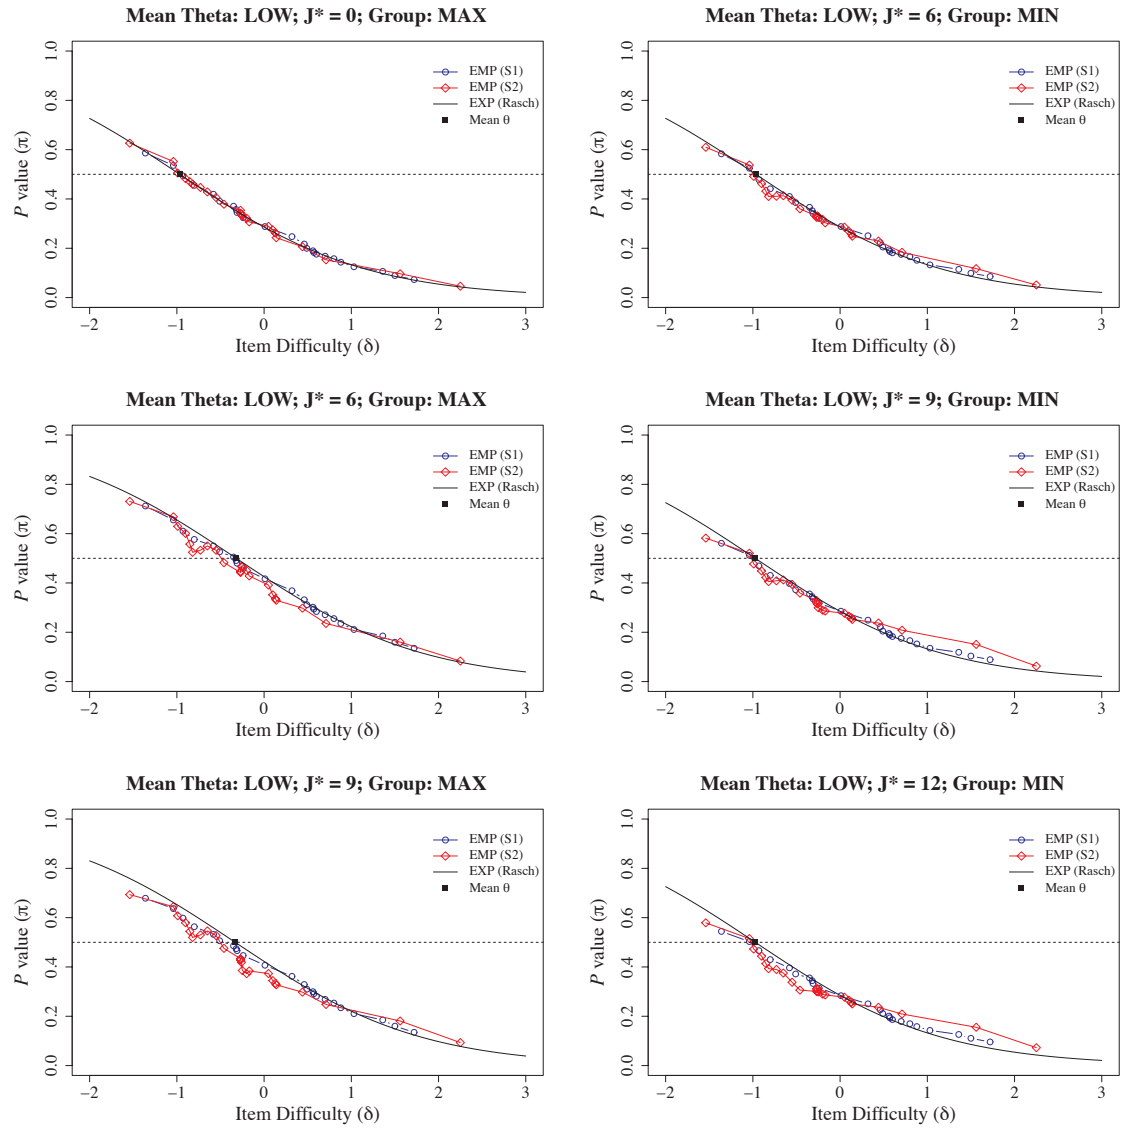 Mean Theta: LOW; J* = 0; Group: MAX
P value (π)
1.0
0.8
0.6
0.4
0.2
0.0
EMP (S1)
EMP (S2)
EXP (Rasch)
Mean θ
−2 −1 0 1 2 3
Item Difficulty (δ)
Mean Theta: LOW; J* = 6; Group: MIN
P value (π)
1.0
0.8
0.6
0.4
0.2
0.0
EMP (S1)
EMP (S2)
EXP (Rasch)
Mean θ
−2 −1 0 1 2 3
Item Difficulty (δ)
Mean Theta: LOW; J* = 6; Group: MAX
P value (π)
1.0
0.8
0.6
0.4
0.2
0.0
EMP (S1)
EMP (S2)
EXP (Rasch)
Mean θ
−2 −1 0 1 2 3
Item Difficulty (δ)
Mean Theta: LOW; J* = 9; Group: MIN
P value (π)
1.0
0.8
0.6
0.4
0.2
0.0
EMP (S1)
EMP (S2)
EXP (Rasch)
Mean θ
−2 −1 0 1 2 3
Item Difficulty (δ)
Mean Theta: LOW; J* = 9; Group: MAX
P value (π)
1.0
0.8
0.6
0.4
0.2
0.0
EMP (S1)
EMP (S2)
EXP (Rasch)
Mean θ
−2 −1 0 1 2 3
Item Difficulty (δ)
Mean Theta: LOW; J* = 12; Group: MIN
P value (π)
1.0
0.8
0.6
0.4
0.2
0.0
EMP (S1)
EMP (S2)
EXP (Rasch)
Mean θ
−2 −1 0 1 2 3
Item Difficulty (δ)